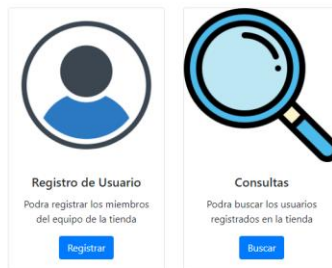 Registro de Usuario
Podra registrar los miembros
del equipo de la tienda
Registrar
Consultas
Podra buscar los usuarios
registrados en la tienda
Buscar